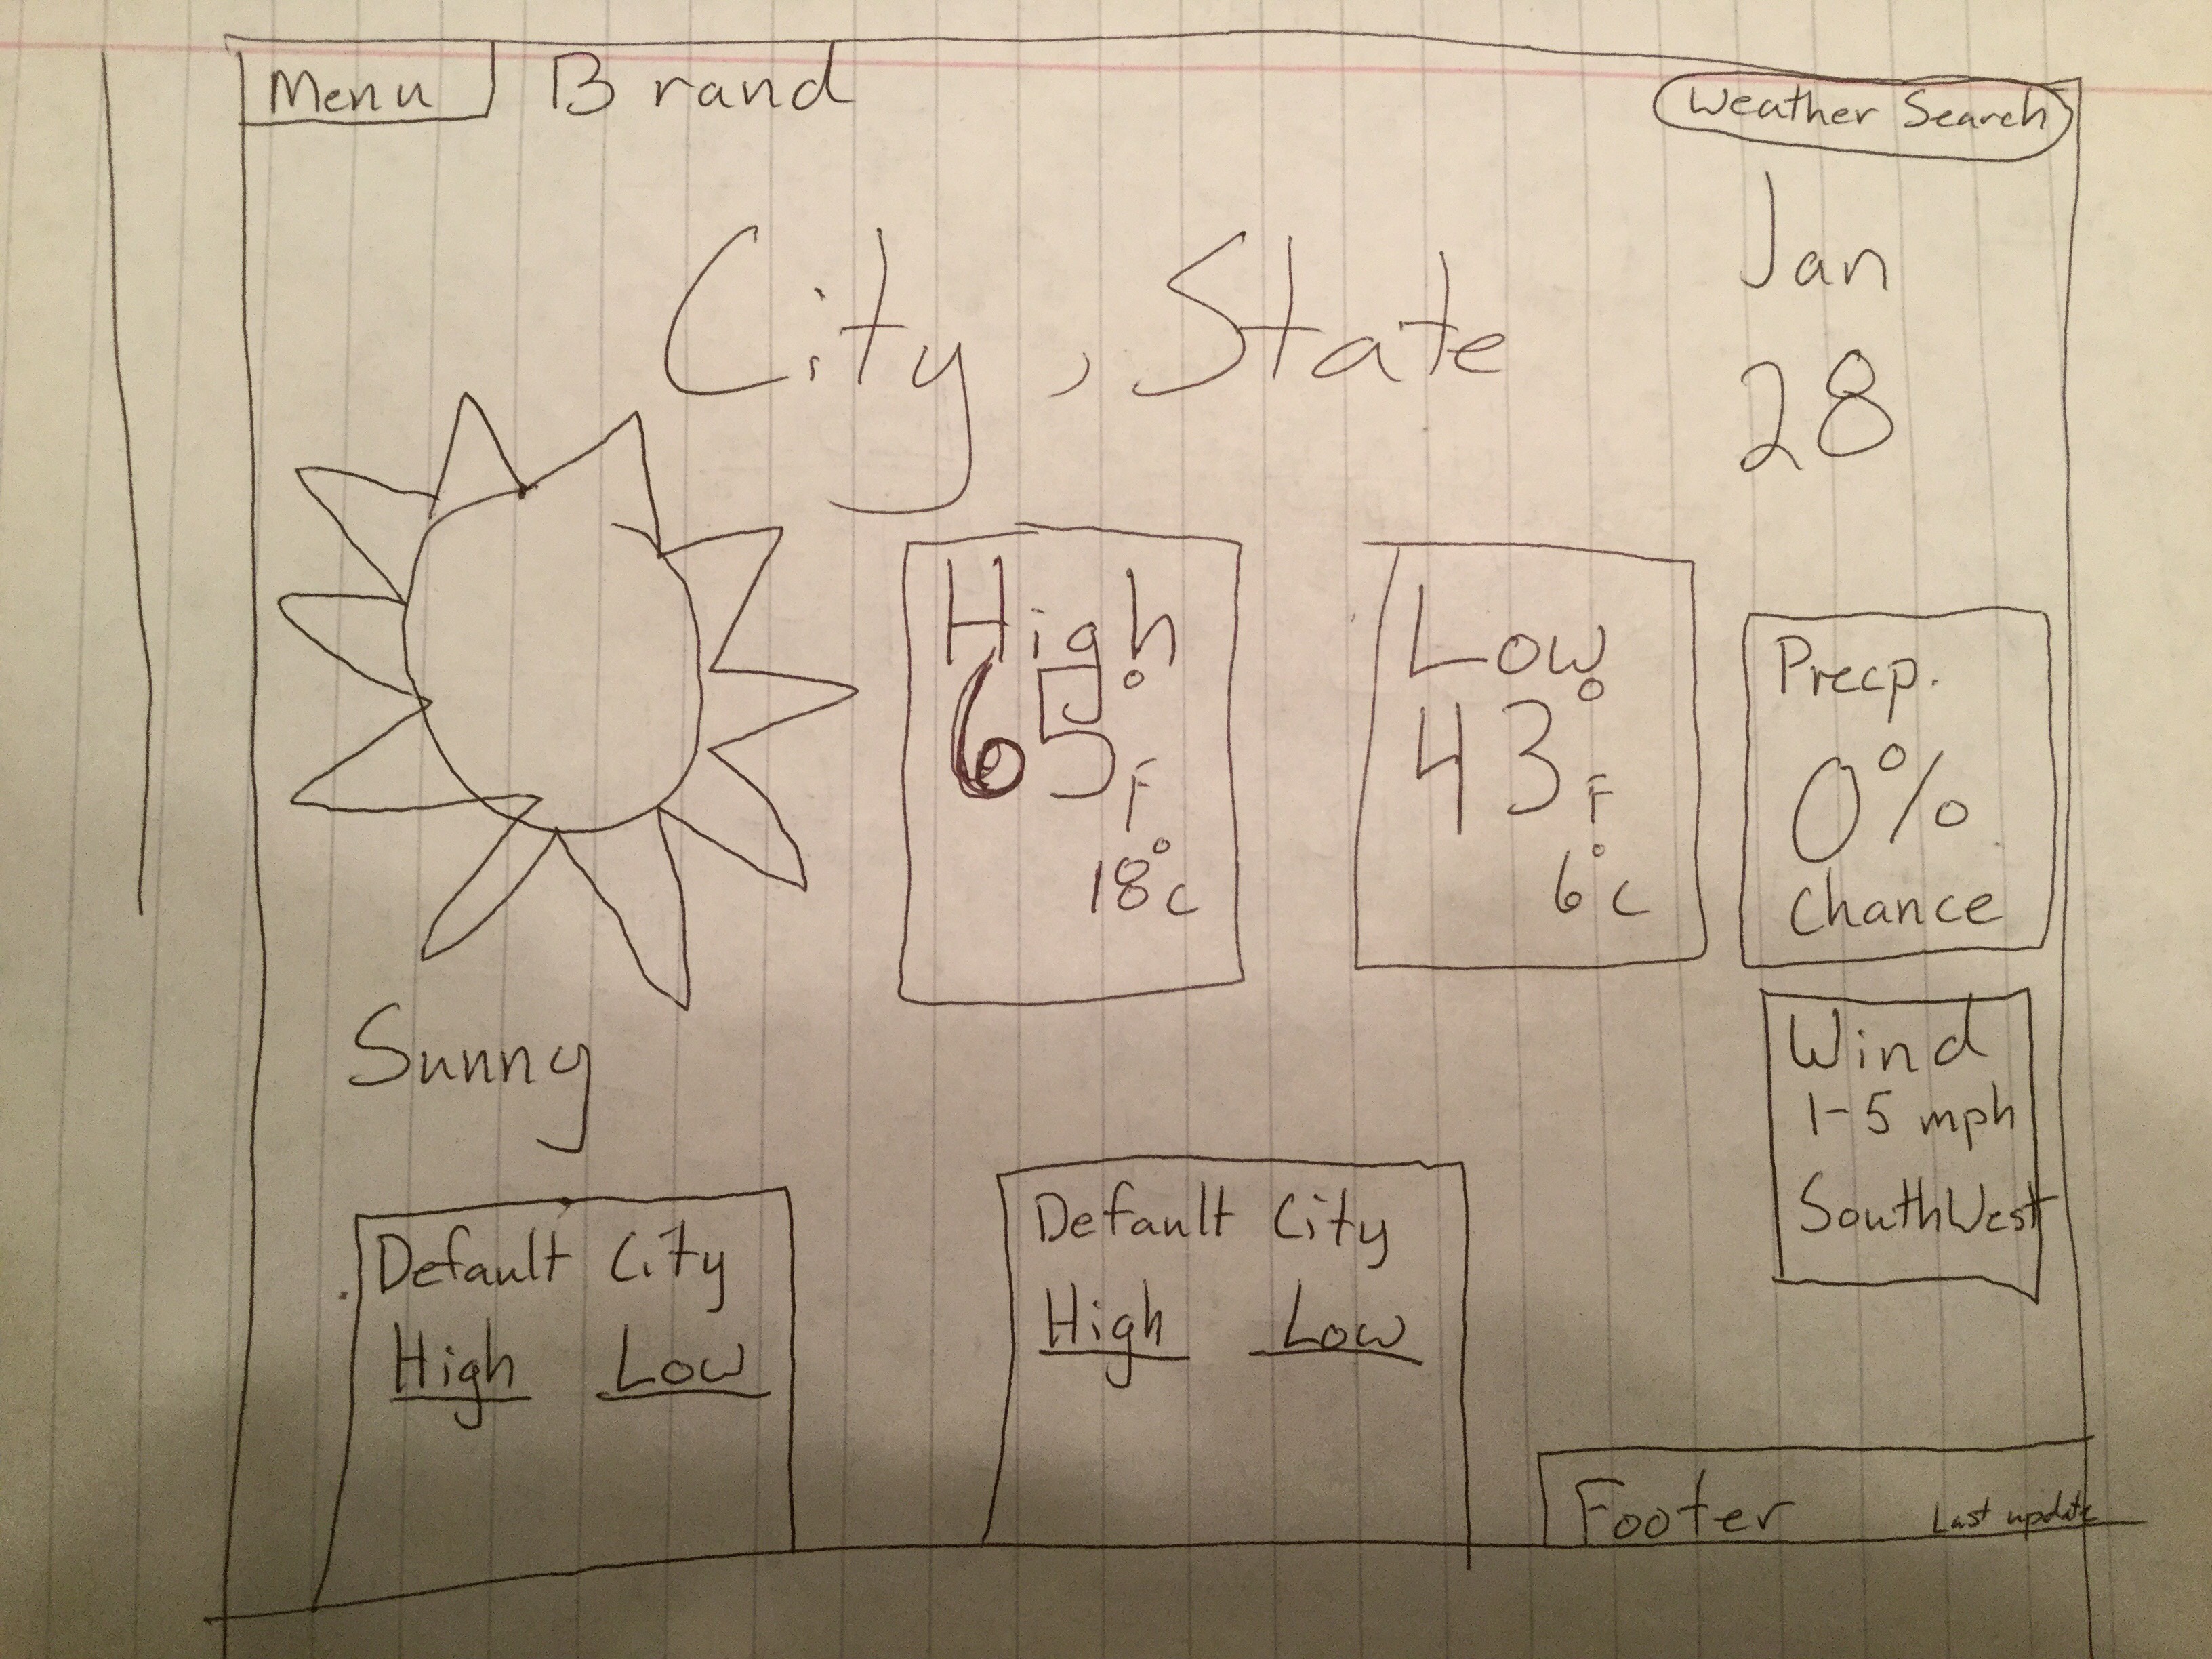 Menu Brand Weather Search
City, State
Jan
28
High
65°F
18°C
Low
43°F
6°C
Precp.
0%
Chance
Sunny
Wind
1-5 mph
SouthWest
Default City
High Low
Default City
High Low
Footer Last update